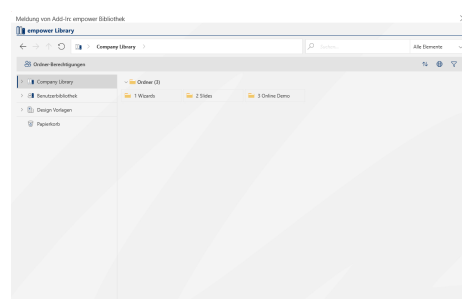 Meldung von Add-In: empower Bibliothek
empower Library
Company Library
Suchen
Alle Elemente
Ordner-Berechtigungen
Company Library
Ordner (3)
Benutzerbibliothek
1 Wizards
2 Slides
3 Online Demo
Design Vorlagen
Papierkorb